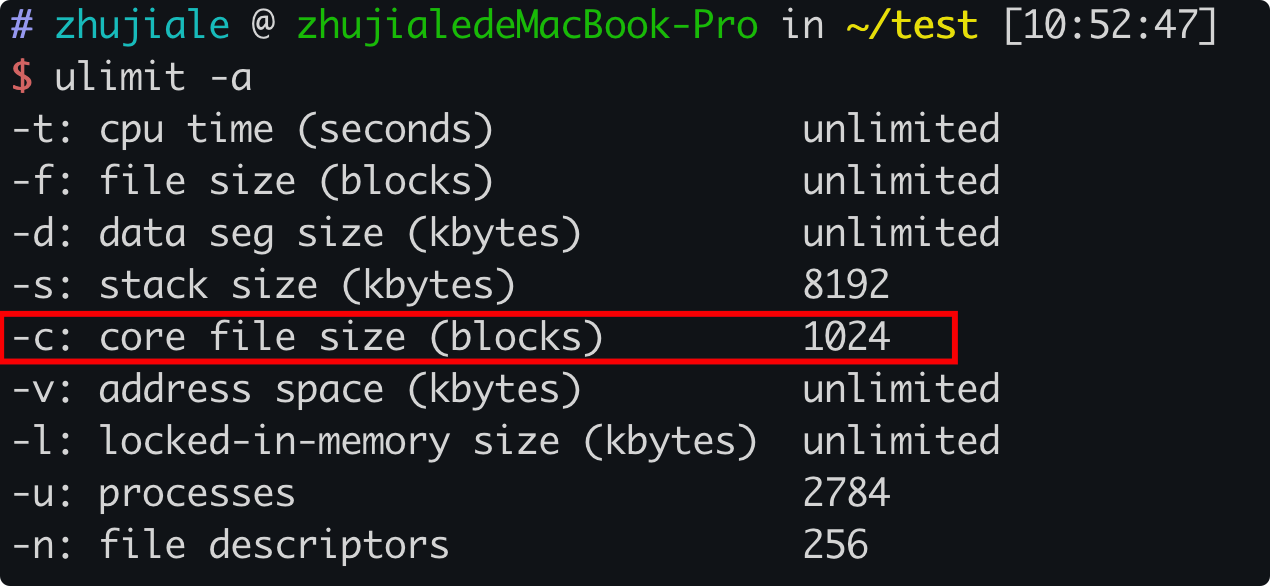 # zhujiale @ zhujialedeMacBook-Pro in ~/test [10:52:47]
$ ulimit -a
-t: cpu time (seconds)              unlimited
-f: file size (blocks)              unlimited
-d: data seg size (kbytes)          unlimited
-s: stack size (kbytes)             8192
-c: core file size (blocks)         1024
-v: address space (kbytes)          unlimited
-l: locked-in-memory size (kbytes)  unlimited
-u: processes                       2784
-n: file descriptors                256